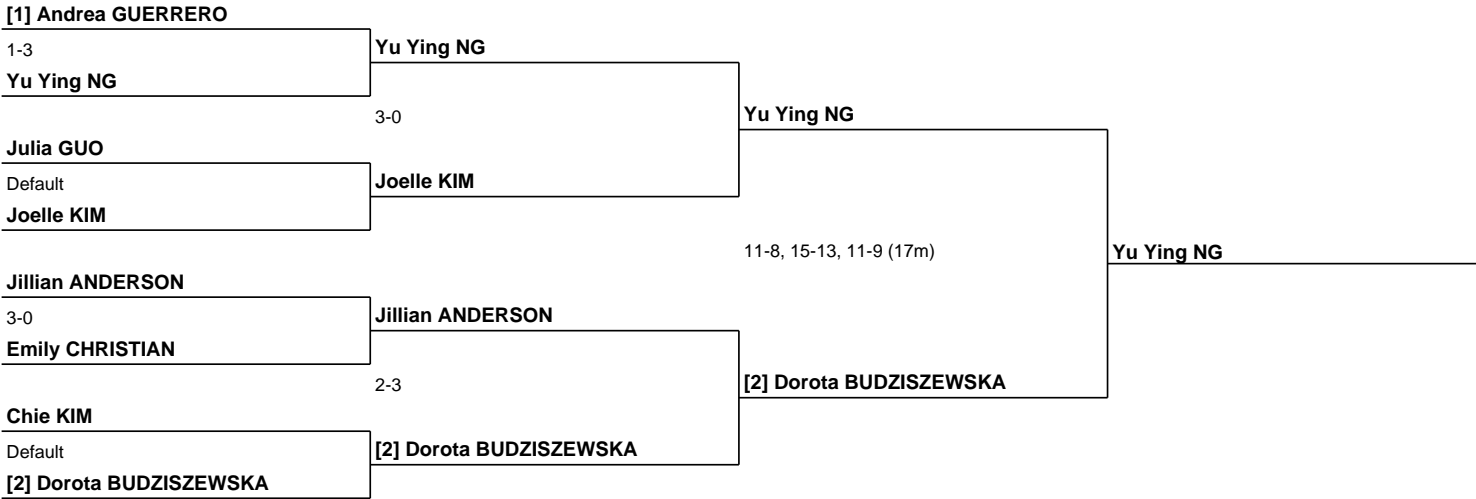 [1] Andrea GUERRERO
1-3
Yu Ying NG
Yu Ying NG
3-0
Yu Ying NG
Julia GUO
Default
Joelle KIM
Joelle KIM
11-8, 15-13, 11-9 (17m)
Yu Ying NG
Jillian ANDERSON
3-0
Jillian ANDERSON
Emily CHRISTIAN
2-3
[2] Dorota BUDZISZEWSKA
Chie KIM
Default
[2] Dorota BUDZISZEWSKA
[2] Dorota BUDZISZEWSKA